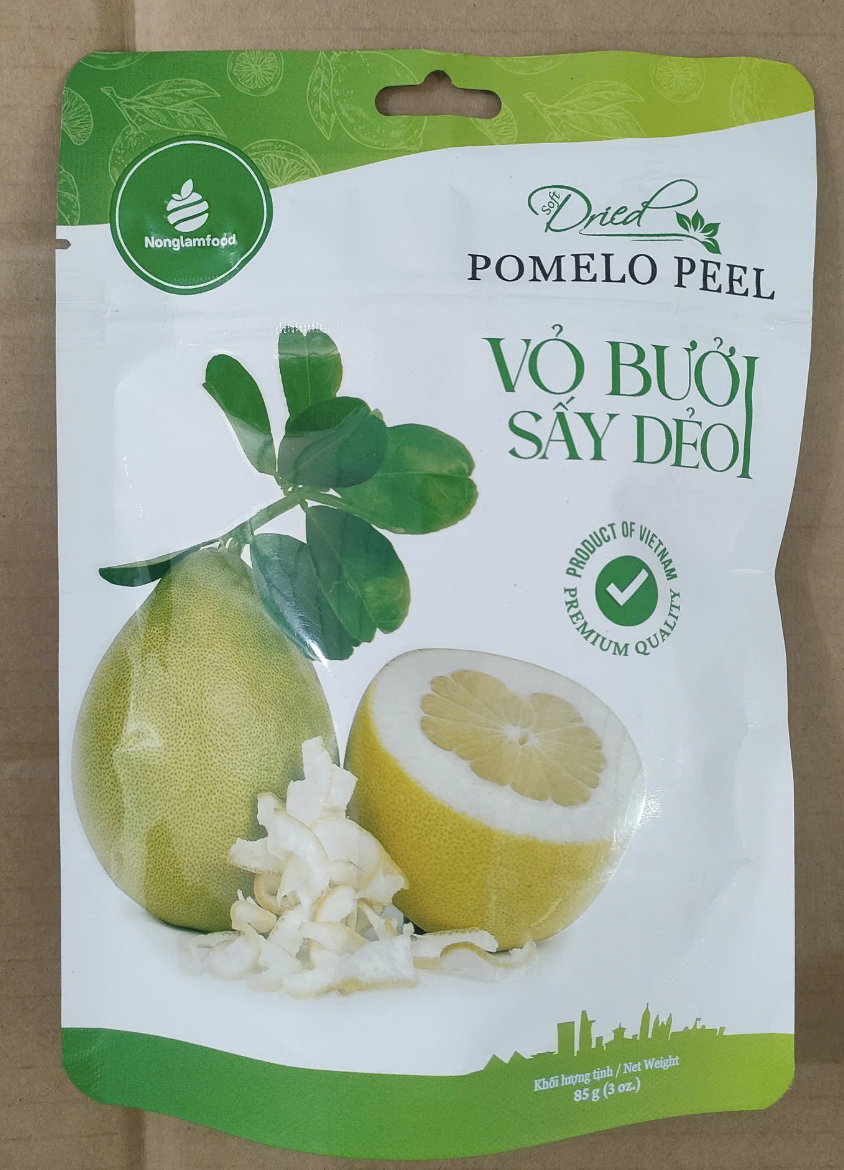 Nonglamfood
Soft
Dried
POMELO PEEL
VỎ BƯỞI
SẤY DẺO
PRODUCT OF VIETNAM
PREMIUM QUALITY
Khối lượng tịnh / Net Weight
85 g (3 oz.)